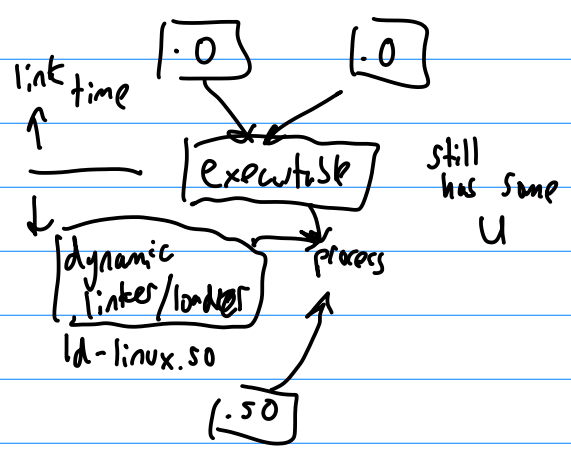 .o
.o
link
time
executable
still
has some
U
dynamic
linker/loader
process
ld-linux.so
.so